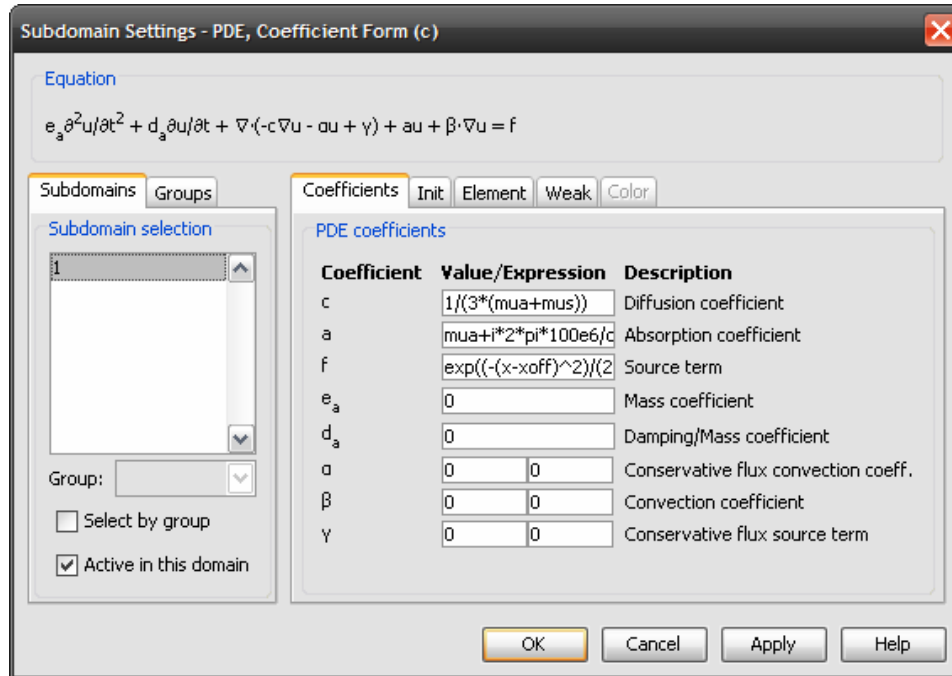 Subdomain Settings - PDE, Coefficient Form (c)
Equation
e_a∂²u/∂t² + d_a∂u/∂t + ∇·(-c∇u - αu + γ) + au + β·∇u = f
Subdomains Groups
Subdomain selection
1
Group:
Select by group
Active in this domain
Coefficients Init Element Weak Color
PDE coefficients
Coefficient Value/Expression Description
c 1/(3*(mua+mus)) Diffusion coefficient
a mua+i*2*pi*100e6/c Absorption coefficient
f exp((-(x-xoff)^2)/(2 Source term
e_a 0 Mass coefficient
d_a 0 Damping/Mass coefficient
α 0 0 Conservative flux convection coeff.
β 0 0 Convection coefficient
γ 0 0 Conservative flux source term
OK Cancel Apply Help